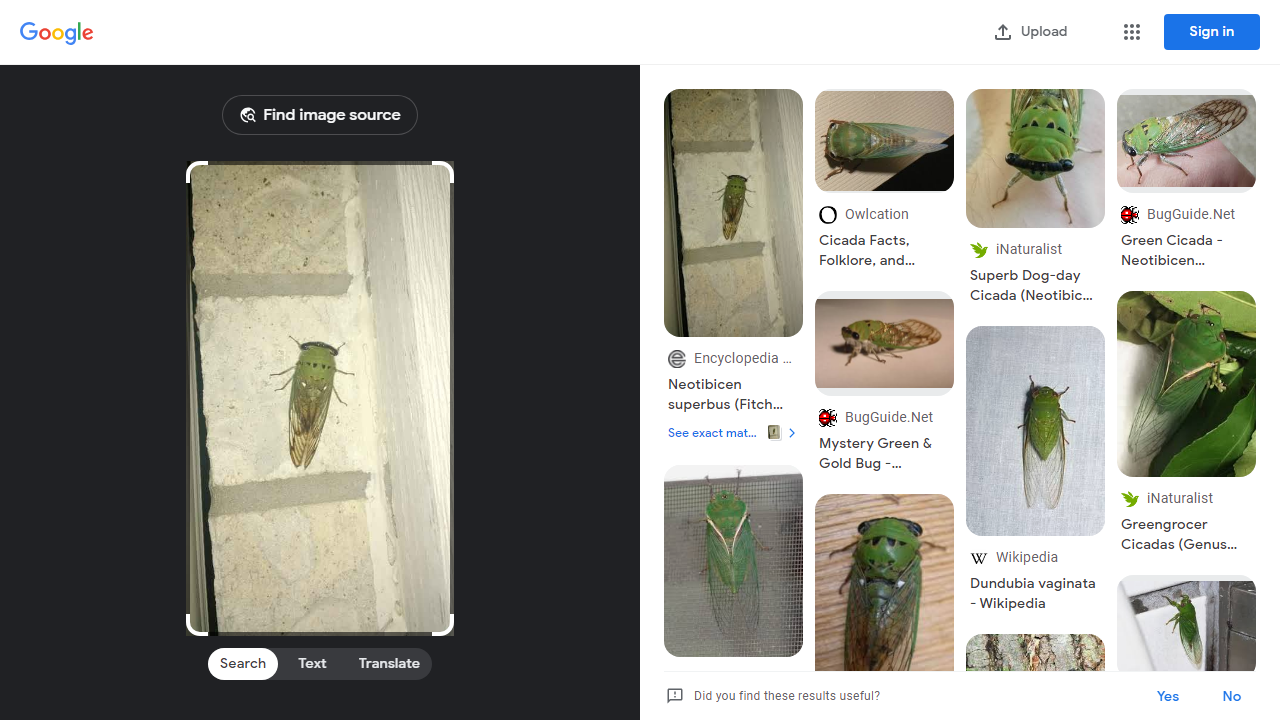 Google
Upload
Sign in
Find image source
Search
Text
Translate
Encyclopedia ...
Neotibicen
superbus (Fitch...
See exact mat...
Owlcation
Cicada Facts,
Folklore, and...
BugGuide.Net
Mystery Green &
Gold Bug -...
iNaturalist
Superb Dog-day
Cicada (Neotibic...
W Wikipedia
Dundubia vaginata
- Wikipedia
BugGuide.Net
Green Cicada -
Neotibicen...
iNaturalist
Greengrocer
Cicadas (Genus...
Did you find these results useful?
Yes
No